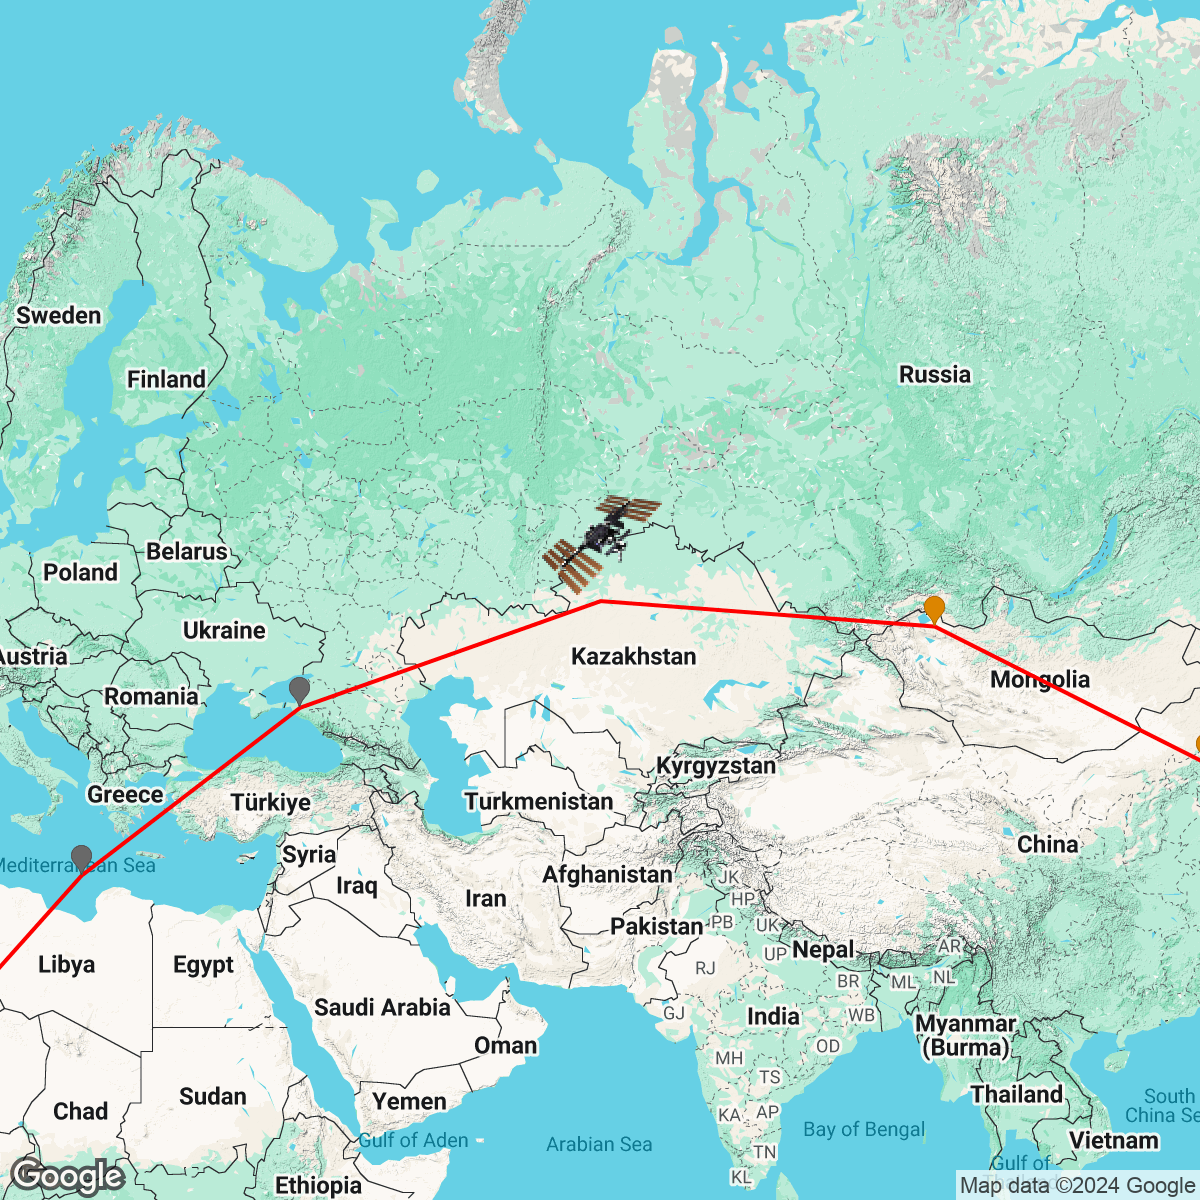 Sweden
Finland
Russia
Belarus
Poland
Ukraine
Austria
Kazakhstan
Mongolia
Romania
Kyrgyzstan
Greece
Türkiye
Turkmenistan
China
Syria
Mediterranean Sea
Afghanistan
JK
Iraq
Iran
HP
Pakistan
PB
UK
Nepal
AR
UP
Libya
Egypt
RJ
BR
ML
NL
Saudi Arabia
GJ
India
WB
Myanmar
(Burma)
Oman
OD
MH
TS
Sudan
Thailand
South
China Se
Chad
Yemen
KA
AP
Gulf of Aden
Arabian Sea
Bay of Bengal
Vietnam
TN
Gulf of
KL
Google
Ethiopia
Map data ©2024 Google